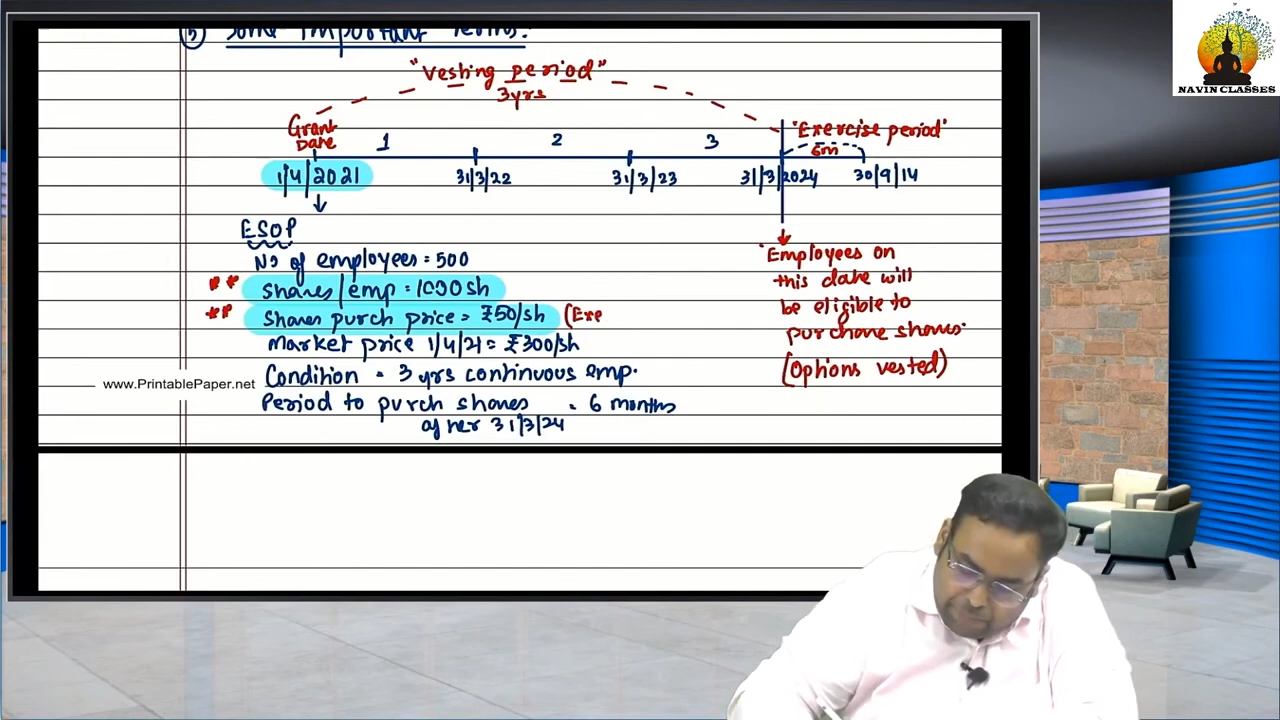 ⑤ Some important terms:
"Vesting period"
3yrs
Grant
Date
1
2
3
'Exercise period'
6m
1/4/2021
31/3/22
31/3/23
31/3/2024
30/9/14
ESOP
No of employees = 500
** Shares/emp = 1000 sh
** Shares purch price = ₹50/sh (Exe
Market price 1/4/21 = ₹300/sh
Condition = 3 yrs continuous emp.
Period to purch shares = 6 months
after 31/3/24
'Employees on
this date will
be eligible to
purchase shares'
(Options vested)
www.PrintablePaper.net
NAVIN CLASSES